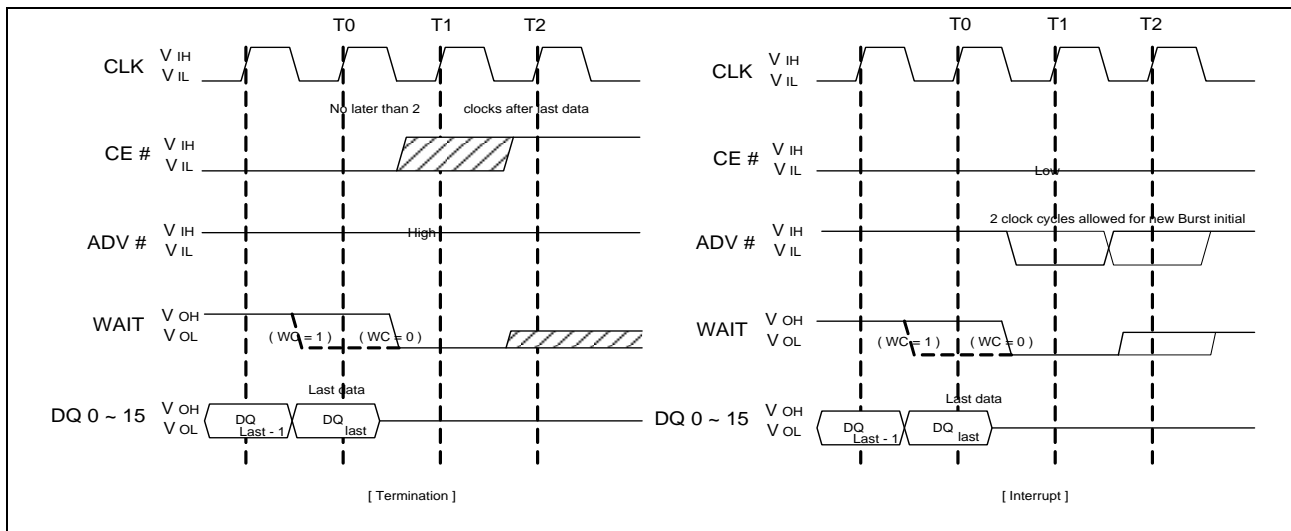 T0 T1 T2
CLK V IH
V IL
No later than 2 clocks after last data
CE # V IH
V IL
ADV # V IH
V IL
High
WAIT V OH
V OL
( WC = 1 ) ( WC = 0 )
Last data
DQ 0 ~ 15 V OH
V OL
DQ Last - 1
DQ last
[ Termination ]
T0 T1 T2
CLK V IH
V IL
CE # V IH
V IL
Low
2 clock cycles allowed for new Burst initial
ADV # V IH
V IL
WAIT V OH
V OL
( WC = 1 ) ( WC = 0 )
Last data
DQ 0 ~ 15 V OH
V OL
DQ Last - 1
DQ last
[ Interrupt ]